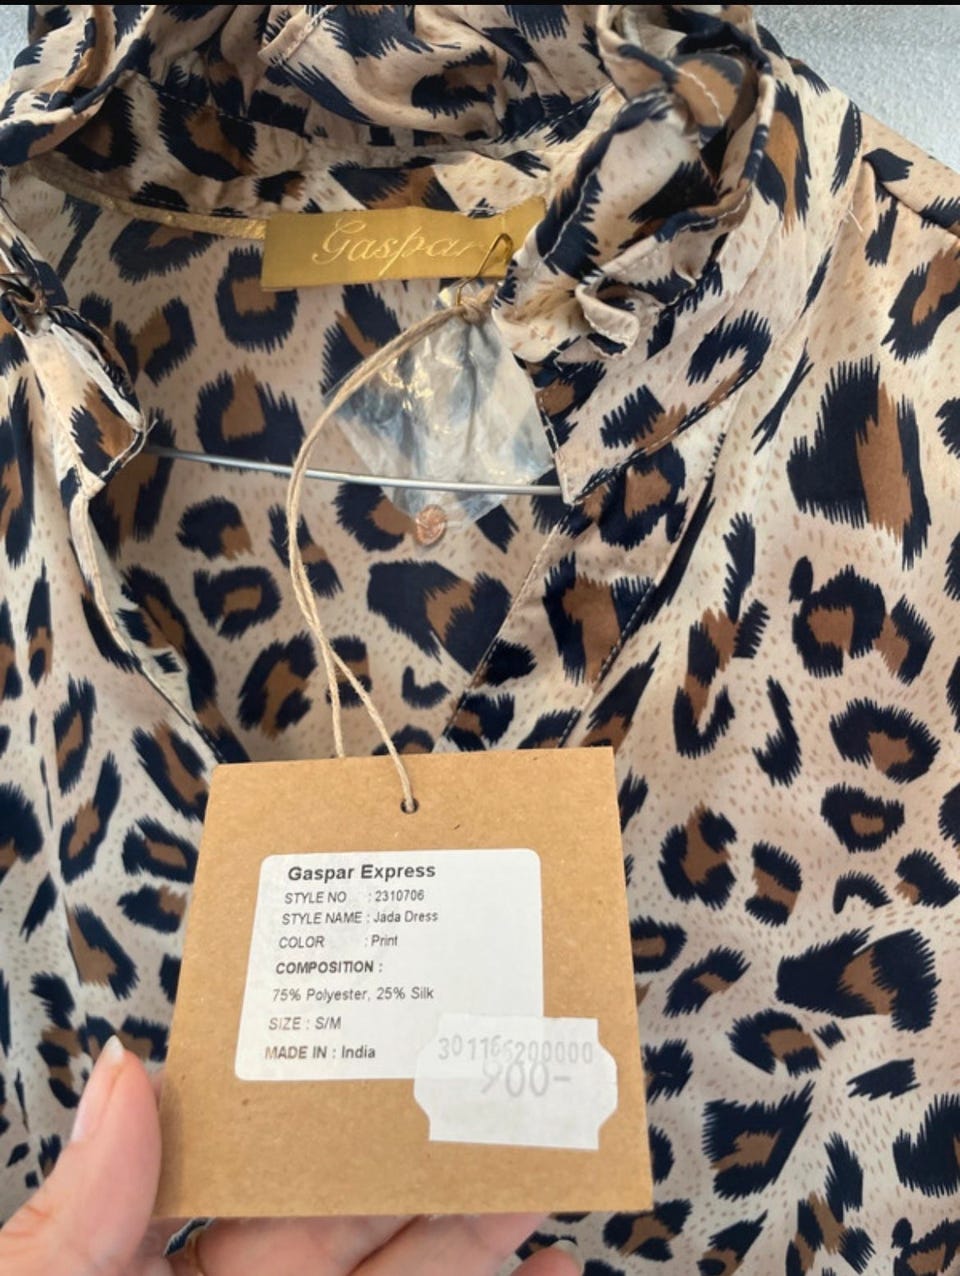 Gaspar
Gaspar Express
STYLE NO : 2310706
STYLE NAME : Jada Dress
COLOR : Print
COMPOSITION :
75% Polyester, 25% Silk
SIZE : S/M
MADE IN : India
301166200000
900-